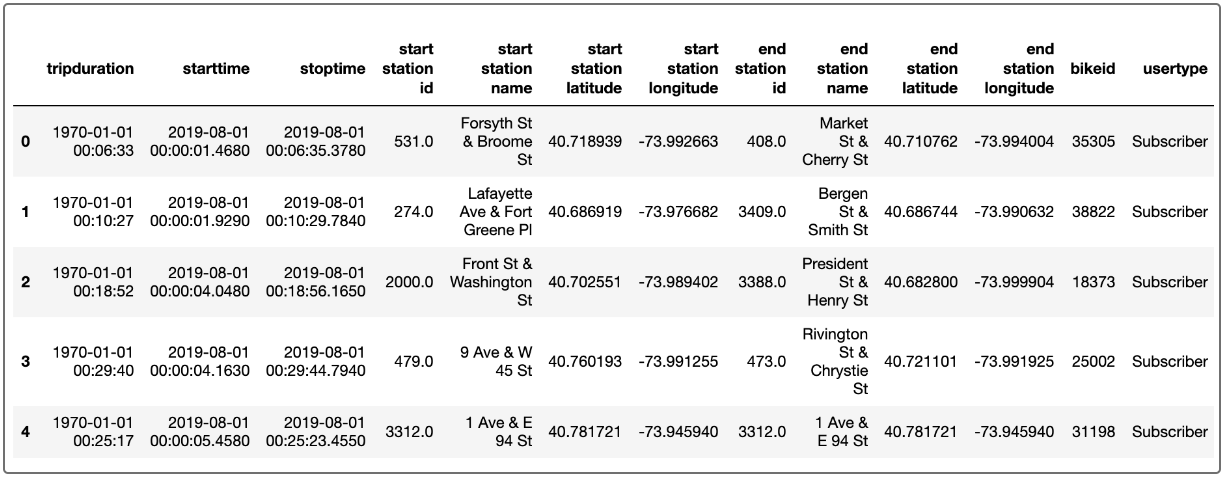 tripduration starttime stoptime start station id start station name start station latitude start station longitude end station id end station name end station latitude end station longitude bikeid usertype
0 1970-01-01 00:06:33 2019-08-01 00:00:01.4680 2019-08-01 00:06:35.3780 531.0 Forsyth St & Broome St 40.718939 -73.992663 408.0 Market St & Cherry St 40.710762 -73.994004 35305 Subscriber
1 1970-01-01 00:10:27 2019-08-01 00:00:01.9290 2019-08-01 00:10:29.7840 274.0 Lafayette Ave & Fort Greene Pl 40.686919 -73.976682 3409.0 Bergen St & Smith St 40.686744 -73.990632 38822 Subscriber
2 1970-01-01 00:18:52 2019-08-01 00:00:04.0480 2019-08-01 00:18:56.1650 2000.0 Front St & Washington St 40.702551 -73.989402 3388.0 President St & Henry St 40.682800 -73.999904 18373 Subscriber
3 1970-01-01 00:29:40 2019-08-01 00:00:04.1630 2019-08-01 00:29:44.7940 479.0 9 Ave & W 45 St 40.760193 -73.991255 473.0 Rivington St & Chrystie St 40.721101 -73.991925 25002 Subscriber
4 1970-01-01 00:25:17 2019-08-01 00:00:05.4580 2019-08-01 00:25:23.4550 3312.0 1 Ave & E 94 St 40.781721 -73.945940 3312.0 1 Ave & E 94 St 40.781721 -73.945940 31198 Subscriber